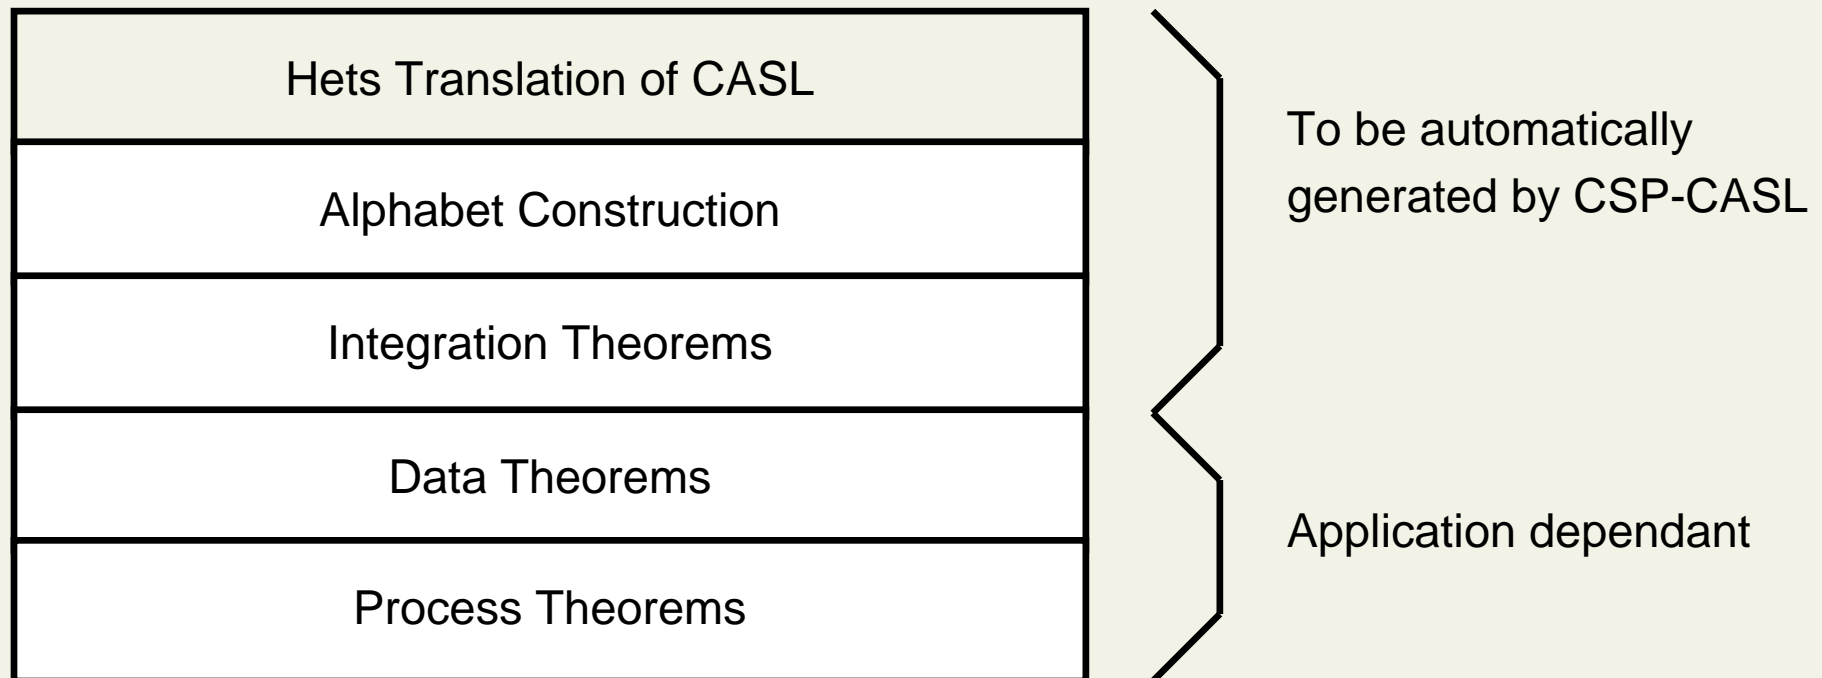 Hets Translation of CASL
Alphabet Construction
Integration Theorems
Data Theorems
Process Theorems
To be automatically
generated by CSP-CASL
Application dependant